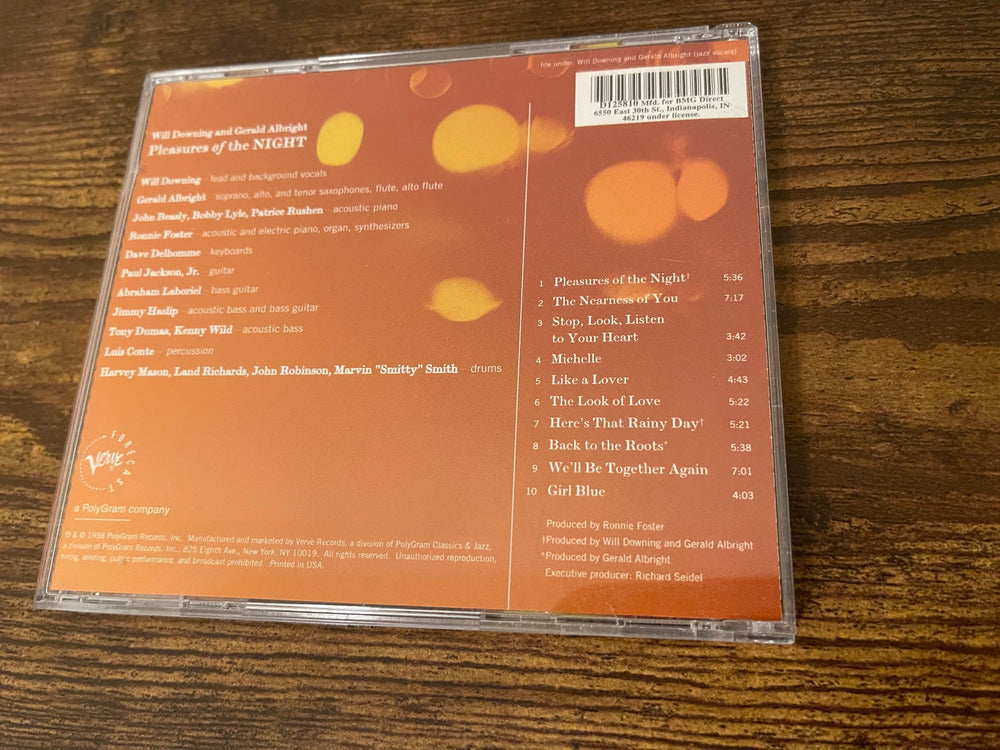 file under: Will Downing and Gerald Albright (jazz vocals)
D125810 Mfd. for BMG Direct
6550 East 30th St., Indianapolis, IN
46219 under license.
Will Downing and Gerald Albright
Pleasures of the NIGHT
Will Downing – lead and background vocals
Gerald Albright – soprano, alto, and tenor saxophones, flute, alto flute
John Beasly, Bobby Lyle, Patrice Rushen – acoustic piano
Ronnie Foster – acoustic and electric piano, organ, synthesizers
Dave Delhomme – keyboards
Paul Jackson, Jr. – guitar
Abraham Laboriel – bass guitar
Jimmy Haslip – acoustic bass and bass guitar
Tony Dumas, Kenny Wild – acoustic bass
Luis Conte – percussion
Harvey Mason, Land Richards, John Robinson, Marvin "Smitty" Smith – drums
Verve FORECAST
a PolyGram company
℗ & © 1998 PolyGram Records, Inc. Manufactured and marketed by Verve Records, a division of PolyGram Classics & Jazz,
a division of PolyGram Records, Inc., 825 Eighth Ave., New York, NY 10019. All rights reserved. Unauthorized reproduction,
hiring, lending, public performance, and broadcast prohibited. Printed in USA.
1 Pleasures of the Night† 5:36
2 The Nearness of You 7:17
3 Stop, Look, Listen
to Your Heart 3:42
4 Michelle 3:02
5 Like a Lover 4:43
6 The Look of Love 5:22
7 Here's That Rainy Day† 5:21
8 Back to the Roots* 5:38
9 We'll Be Together Again 7:01
10 Girl Blue 4:03
Produced by Ronnie Foster
†Produced by Will Downing and Gerald Albright
*Produced by Gerald Albright
Executive producer: Richard Seidel